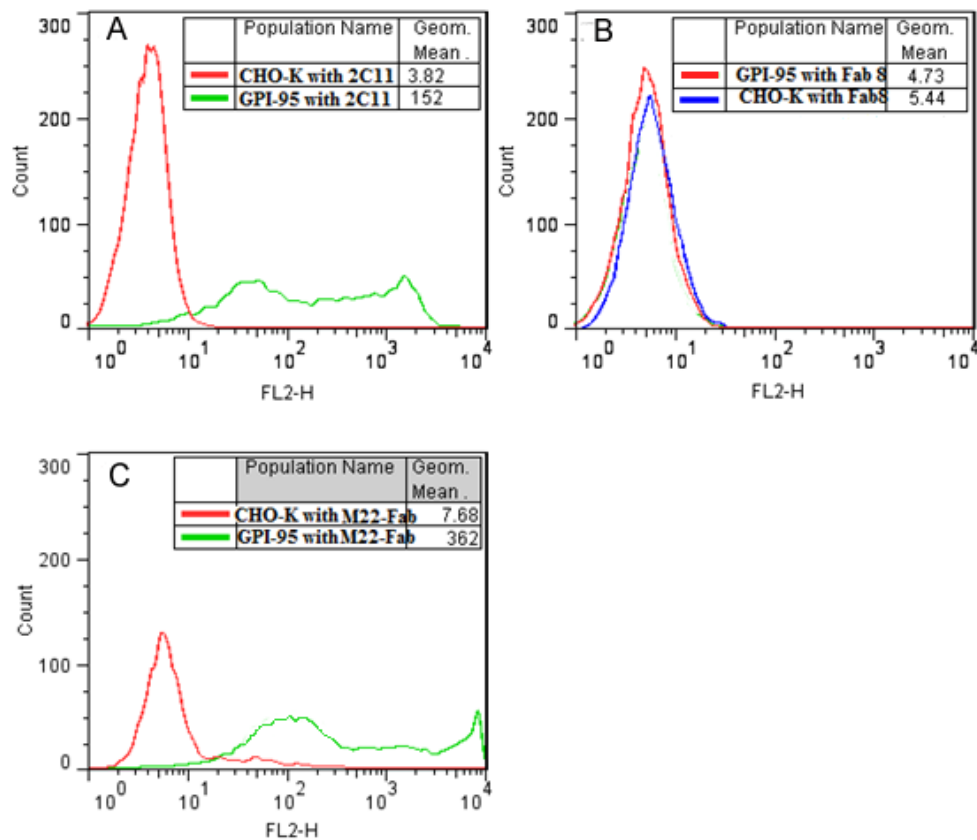 A
Population Name Geom. Mean .
CHO-K with 2C11 3.82
GPI-95 with 2C11 152
300
200
100
0
Count
10^0 10^1 10^2 10^3 10^4
FL2-H
B
Population Name Geom. Mean
GPI-95 with Fab 8 4.73
CHO-K with Fab8 5.44
300
200
100
0
Count
10^0 10^1 10^2 10^3 10^4
FL2-H
C
Population Name Geom. Mean .
CHO-K with M22-Fab 7.68
GPI-95 with M22-Fab 362
300
200
100
0
Count
10^0 10^1 10^2 10^3 10^4
FL2-H